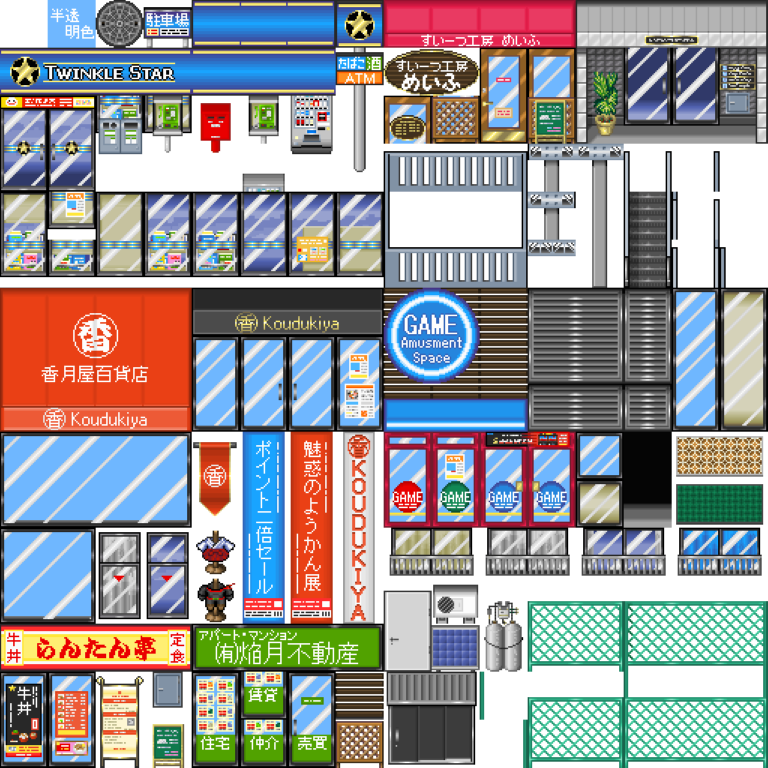 半透
明色
駐車場
すいーつ工房 めいふ
TWINKLE STAR
たばこ 酒
ATM
すいーつ工房
めいふ
香
香月屋百貨店
香 Koudukiya
香 Koudukiya
GAME
Amusment
Space
香
ポイント二倍セール
魅惑のようかん展
香 KOUDUKIYA
GAME
GAME
GAME
GAME
牛丼
らんたん亭
定食
アパート・マンション
(有)焔月不動産
牛丼
賃貸
住宅
仲介
売買